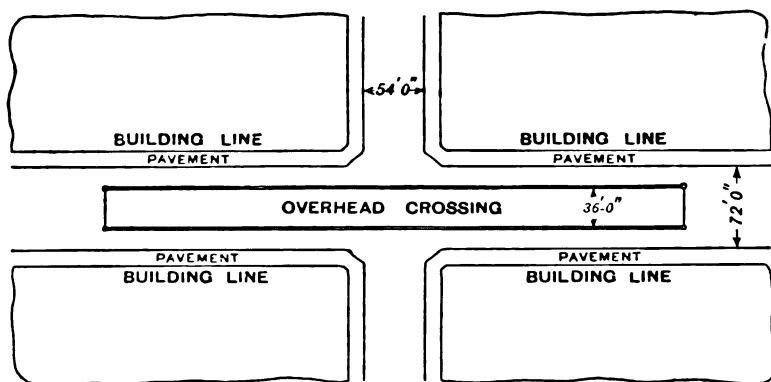 54'0"
BUILDING LINE
BUILDING LINE
PAVEMENT
PAVEMENT
OVERHEAD CROSSING
36'-0"
72'0"
PAVEMENT
PAVEMENT
BUILDING LINE
BUILDING LINE